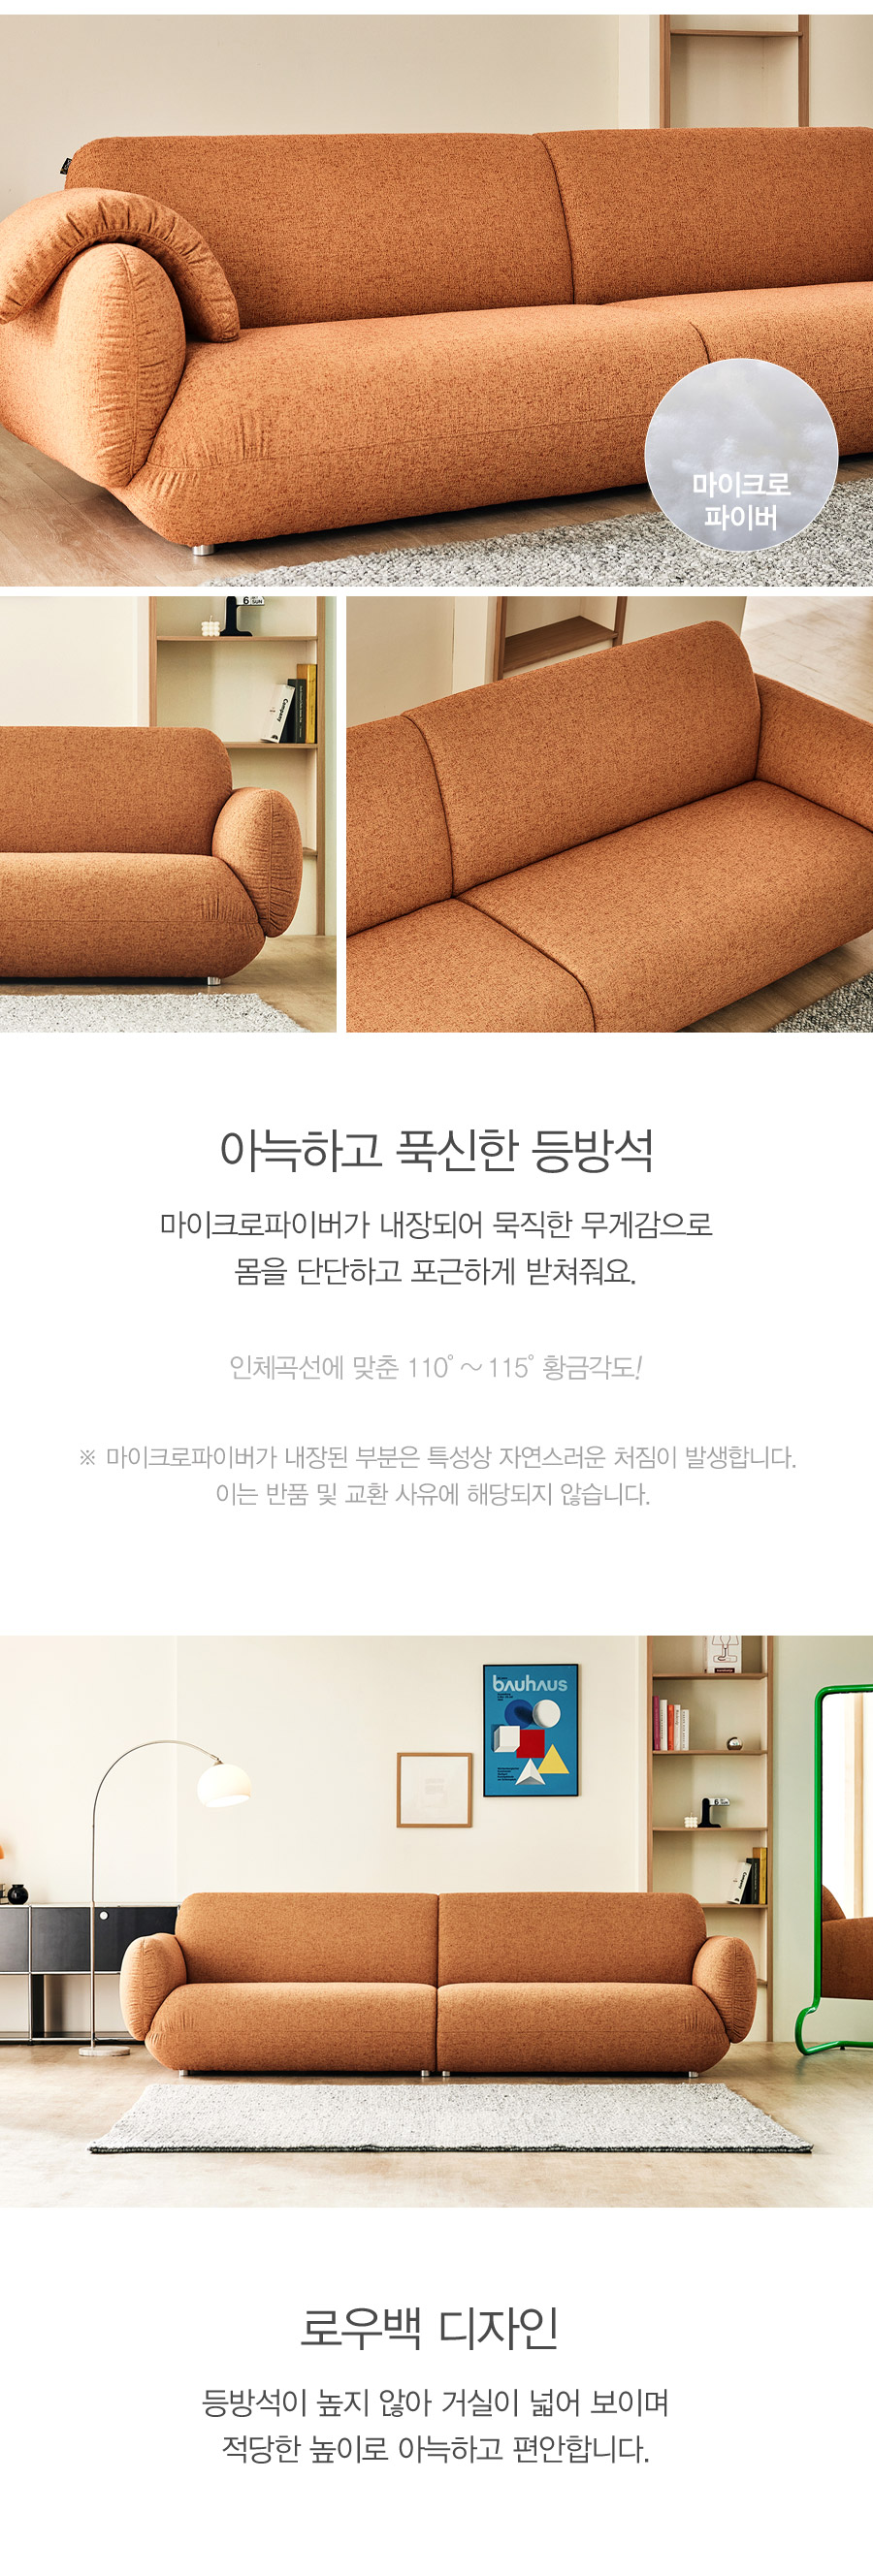 마이크로
파이버
6
SUN
Company
아늑하고 푹신한 등방석
마이크로파이버가 내장되어 묵직한 무게감으로
몸을 단단하고 포근하게 받쳐줘요.
인체곡선에 맞춘 110˚ ~ 115˚ 황금각도!
※ 마이크로파이버가 내장된 부분은 특성상 자연스러운 처짐이 발생합니다.
이는 반품 및 교환 사유에 해당되지 않습니다.
bauhaus
6 SUN
Company
로우백 디자인
등방석이 높지 않아 거실이 넓어 보이며
적당한 높이로 아늑하고 편안합니다.